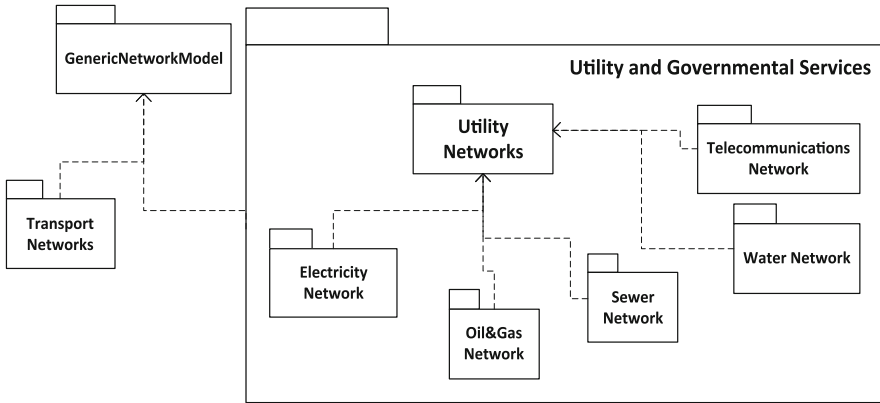 GenericNetworkModel
Utility and Governmental Services
Utility
Networks
Telecommunications
Network
Transport
Networks
Electricity
Network
Water Network
Sewer
Network
Oil&Gas
Network